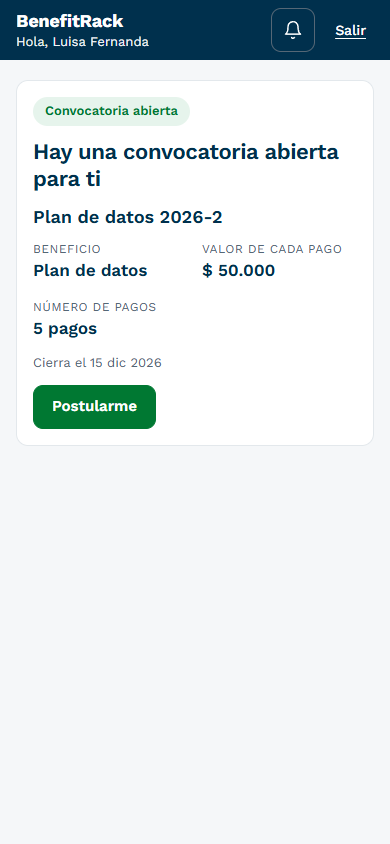 BenefitRack
Hola, Luisa Fernanda
Salir
Convocatoria abierta
Hay una convocatoria abierta
para ti
Plan de datos 2026-2
BENEFICIO
Plan de datos
VALOR DE CADA PAGO
$ 50.000
NÚMERO DE PAGOS
5 pagos
Cierra el 15 dic 2026
Postularme